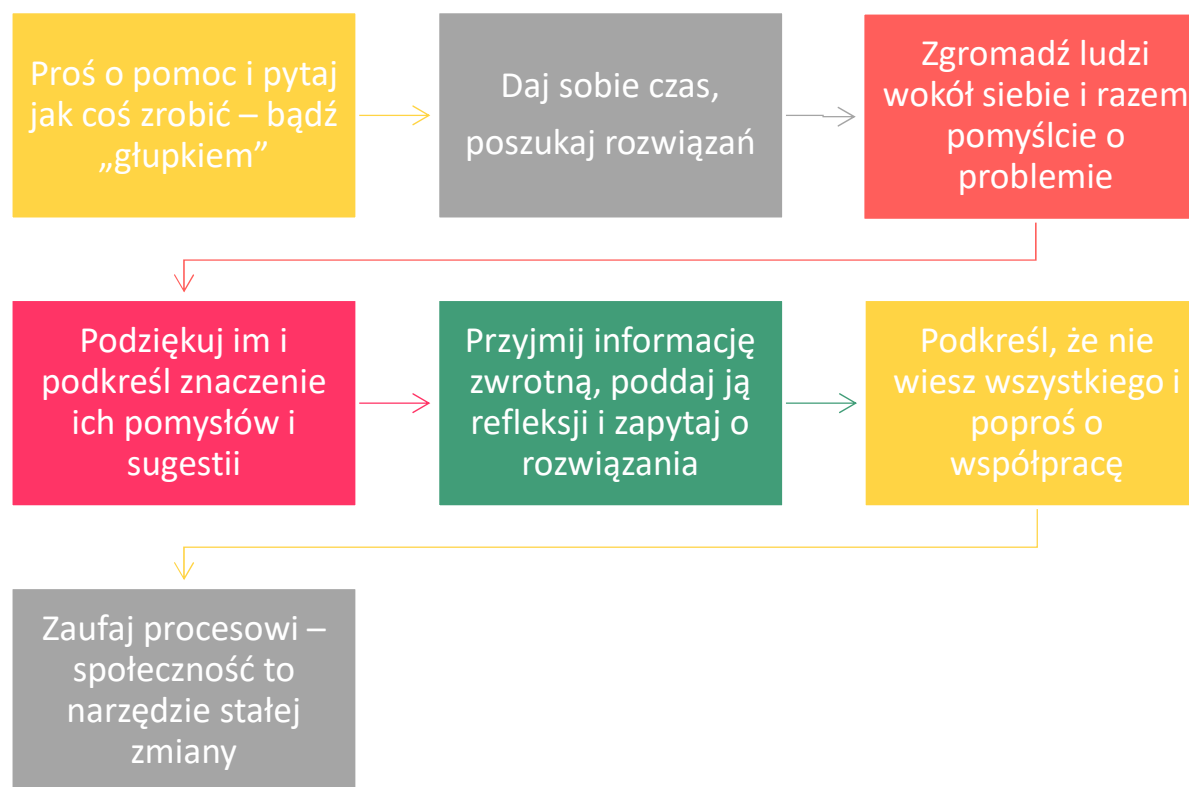 Proś o pomoc i pytaj
jak coś zrobić – bądź
„głupkiem”
Daj sobie czas,
poszukaj rozwiązań
Zgromadź ludzi
wokół siebie i razem
pomyślcie o
problemie
Podziękuj im i
podkreśl znaczenie
ich pomysłów i
sugestii
Przyjmij informację
zwrotną, poddaj ją
refleksji i zapytaj o
rozwiązania
Podkreśl, że nie
wiesz wszystkiego i
poproś o
współpracę
Zaufaj procesowi –
społeczność to
narzędzie stałej
zmiany